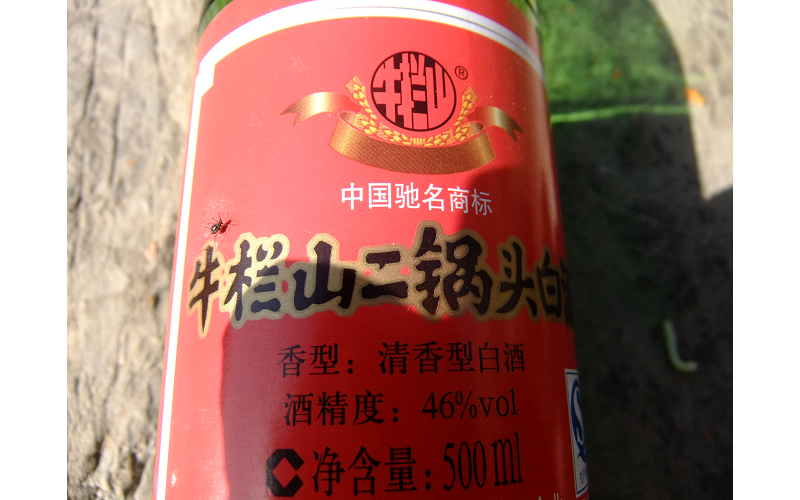 牛栏山®
中国驰名商标
牛栏山二锅头白酒
香型：清香型白酒
酒精度：46%vol
净含量：500ml